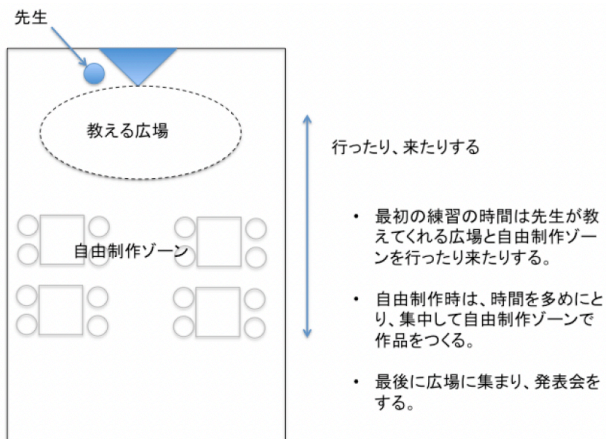 先生
教える広場
行ったり、来たりする
自由制作ゾーン
• 最初の練習の時間は先生が教
えてくれる広場と自由制作ゾー
ンを行ったり来たりする。
• 自由制作時は、時間を多めにと
り、集中して自由制作ゾーンで
作品をつくる。
• 最後に広場に集まり、発表会を
する。